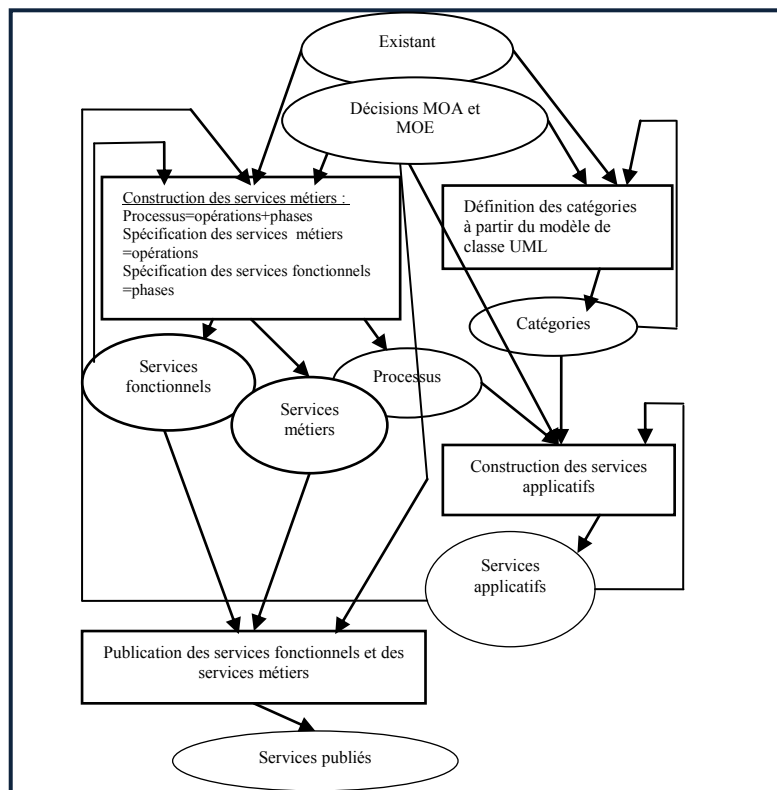 Existant
Décisions MOA et
MOE
Construction des services métiers :
Processus=opérations+phases
Spécification des services métiers
=opérations
Spécification des services fonctionnels
=phases
Définition des catégories
à partir du modèle de
classe UML
Catégories
Services
fonctionnels
Processus
Services
métiers
Construction des services
applicatifs
Services
applicatifs
Publication des services fonctionnels et des
services métiers
Services publiés